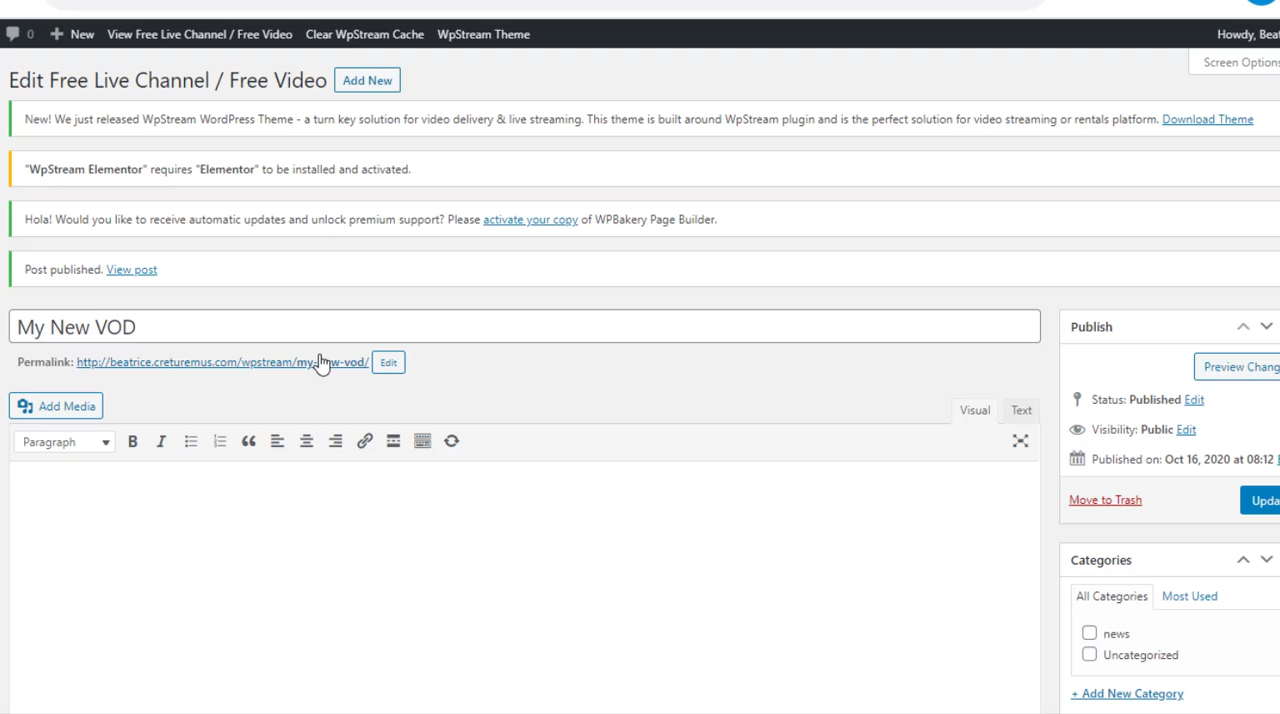 0 New View Free Live Channel / Free Video Clear WpStream Cache WpStream Theme Howdy, Beat
Screen Options
Edit Free Live Channel / Free Video Add New
New! We just released WpStream WordPress Theme - a turn key solution for video delivery & live streaming. This theme is built around WpStream plugin and is the perfect solution for video streaming or rentals platform. Download Theme
"WpStream Elementor" requires "Elementor" to be installed and activated.
Hola! Would you like to receive automatic updates and unlock premium support? Please activate your copy of WPBakery Page Builder.
Post published. View post
My New VOD
Publish
Permalink: http://beatrice.creturemus.com/wpstream/my-new-vod/ Edit
Preview Chang
Add Media
Visual Text
Status: Published Edit
Paragraph B I
Visibility: Public Edit
Published on: Oct 16, 2020 at 08:12
Move to Trash
Upda
Categories
All Categories Most Used
news
Uncategorized
+ Add New Category